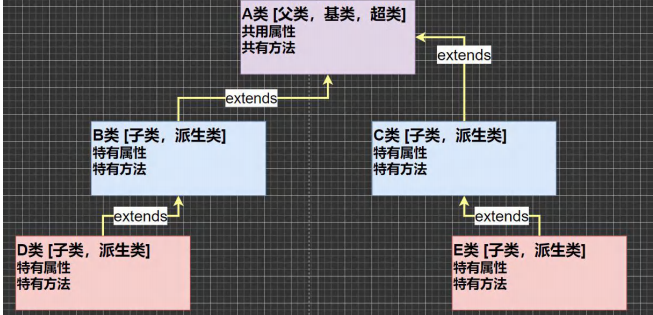 A类 [父类，基类，超类]
共用属性
共有方法
extends
extends
B类 [子类，派生类]
特有属性
特有方法
C类 [子类，派生类]
特有属性
特有方法
extends
extends
D类 [子类，派生类]
特有属性
特有方法
E类 [子类，派生类]
特有属性
特有方法